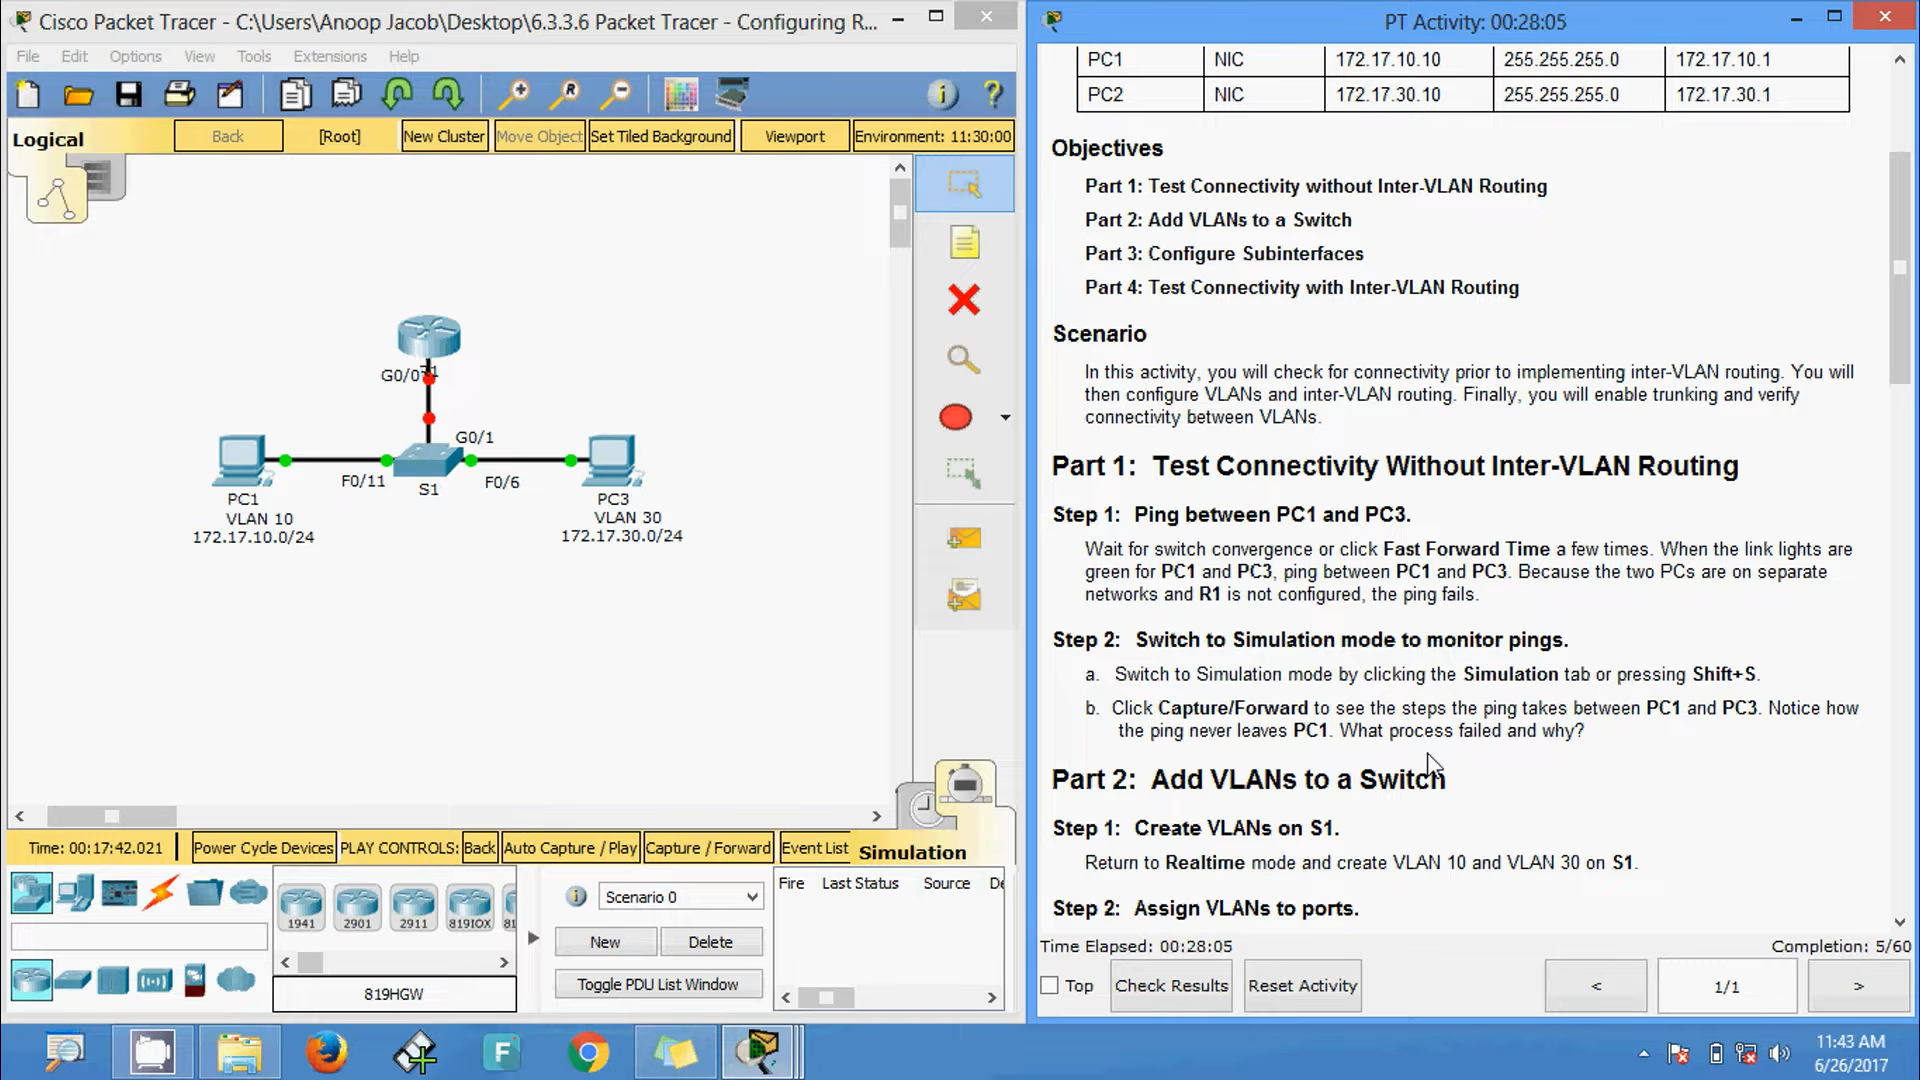 Cisco Packet Tracer - C:\Users\Anoop Jacob\Desktop\6.3.3.6 Packet Tracer - Configuring R...
File Edit Options View Tools Extensions Help
Logical
Back
[Root]
New Cluster
Move Object
Set Tiled Background
Viewport
Environment: 11:30:00
G0/0
G0/1
F0/11
S1
F0/6
PC1
VLAN 10
172.17.10.0/24
PC3
VLAN 30
172.17.30.0/24
Time: 00:17:42.021
Power Cycle Devices
PLAY CONTROLS:
Back
Auto Capture / Play
Capture / Forward
Event List
Simulation
1941
2901
2911
819IOX
81
819HGW
Scenario 0
New
Delete
Toggle PDU List Window
Fire Last Status Source De
PT Activity: 00:28:05
PC1 NIC 172.17.10.10 255.255.255.0 172.17.10.1
PC2 NIC 172.17.30.10 255.255.255.0 172.17.30.1
Objectives
Part 1: Test Connectivity without Inter-VLAN Routing
Part 2: Add VLANs to a Switch
Part 3: Configure Subinterfaces
Part 4: Test Connectivity with Inter-VLAN Routing
Scenario
In this activity, you will check for connectivity prior to implementing inter-VLAN routing. You will
then configure VLANs and inter-VLAN routing. Finally, you will enable trunking and verify
connectivity between VLANs.
Part 1: Test Connectivity Without Inter-VLAN Routing
Step 1: Ping between PC1 and PC3.
Wait for switch convergence or click Fast Forward Time a few times. When the link lights are
green for PC1 and PC3, ping between PC1 and PC3. Because the two PCs are on separate
networks and R1 is not configured, the ping fails.
Step 2: Switch to Simulation mode to monitor pings.
a. Switch to Simulation mode by clicking the Simulation tab or pressing Shift+S.
b. Click Capture/Forward to see the steps the ping takes between PC1 and PC3. Notice how
the ping never leaves PC1. What process failed and why?
Part 2: Add VLANs to a Switch
Step 1: Create VLANs on S1.
Return to Realtime mode and create VLAN 10 and VLAN 30 on S1.
Step 2: Assign VLANs to ports.
Time Elapsed: 00:28:05
Completion: 5/60
Top
Check Results
Reset Activity
<
1/1
>
11:43 AM
6/26/2017